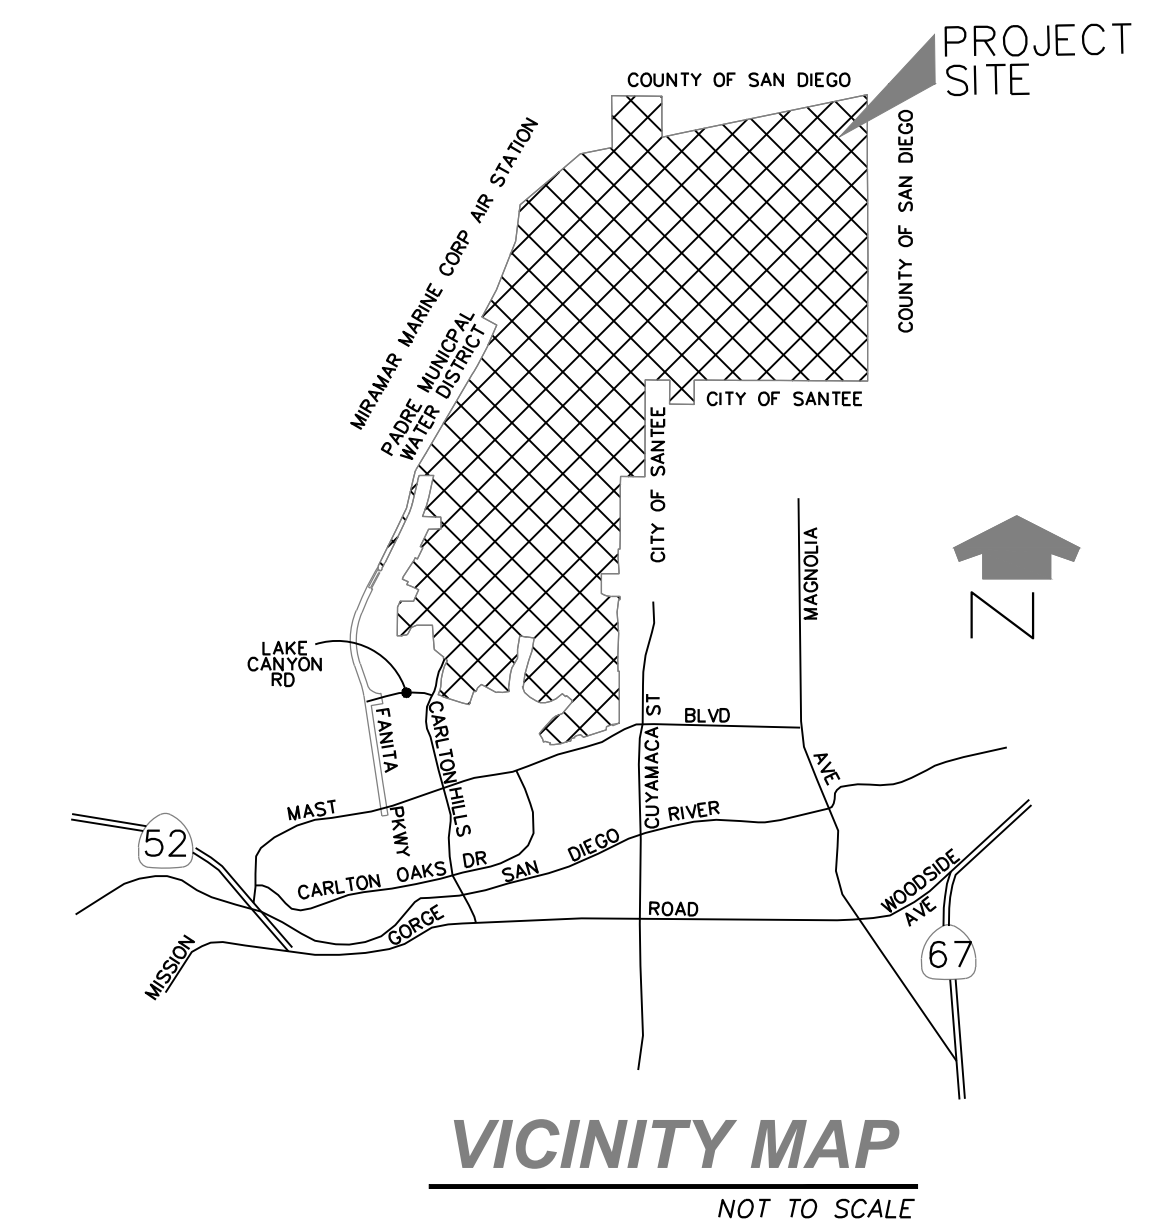 PROJECT
SITE
COUNTY OF SAN DIEGO
COUNTY OF SAN DIEGO
MIRAMAR MARINE CORP AIR STATION
PADRE MUNICPAL
WATER DISTRICT
CITY OF SANTEE
CITY OF SANTEE
MAGNOLIA
AVE
N
LAKE
CANYON
RD
FANITA
PKWY
CARLTON HILLS
CUYAMACA ST
MAST
BLVD
52
CARLTON OAKS DR
SAN DIEGO RIVER
MISSION
GORGE
ROAD
WOODSIDE
AVE
67
VICINITY MAP
NOT TO SCALE